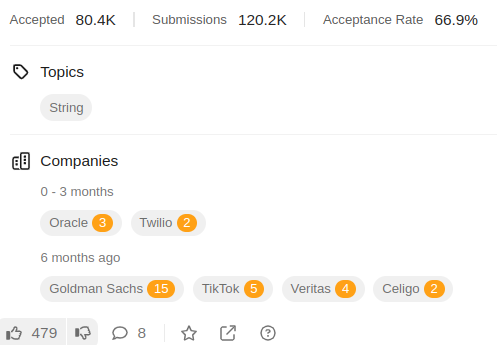 Accepted 80.4K Submissions 120.2K Acceptance Rate 66.9%
Topics
String
Companies
0 - 3 months
Oracle 3 Twilio 2
6 months ago
Goldman Sachs 15 TikTok 5 Veritas 4 Celigo 2
479 8